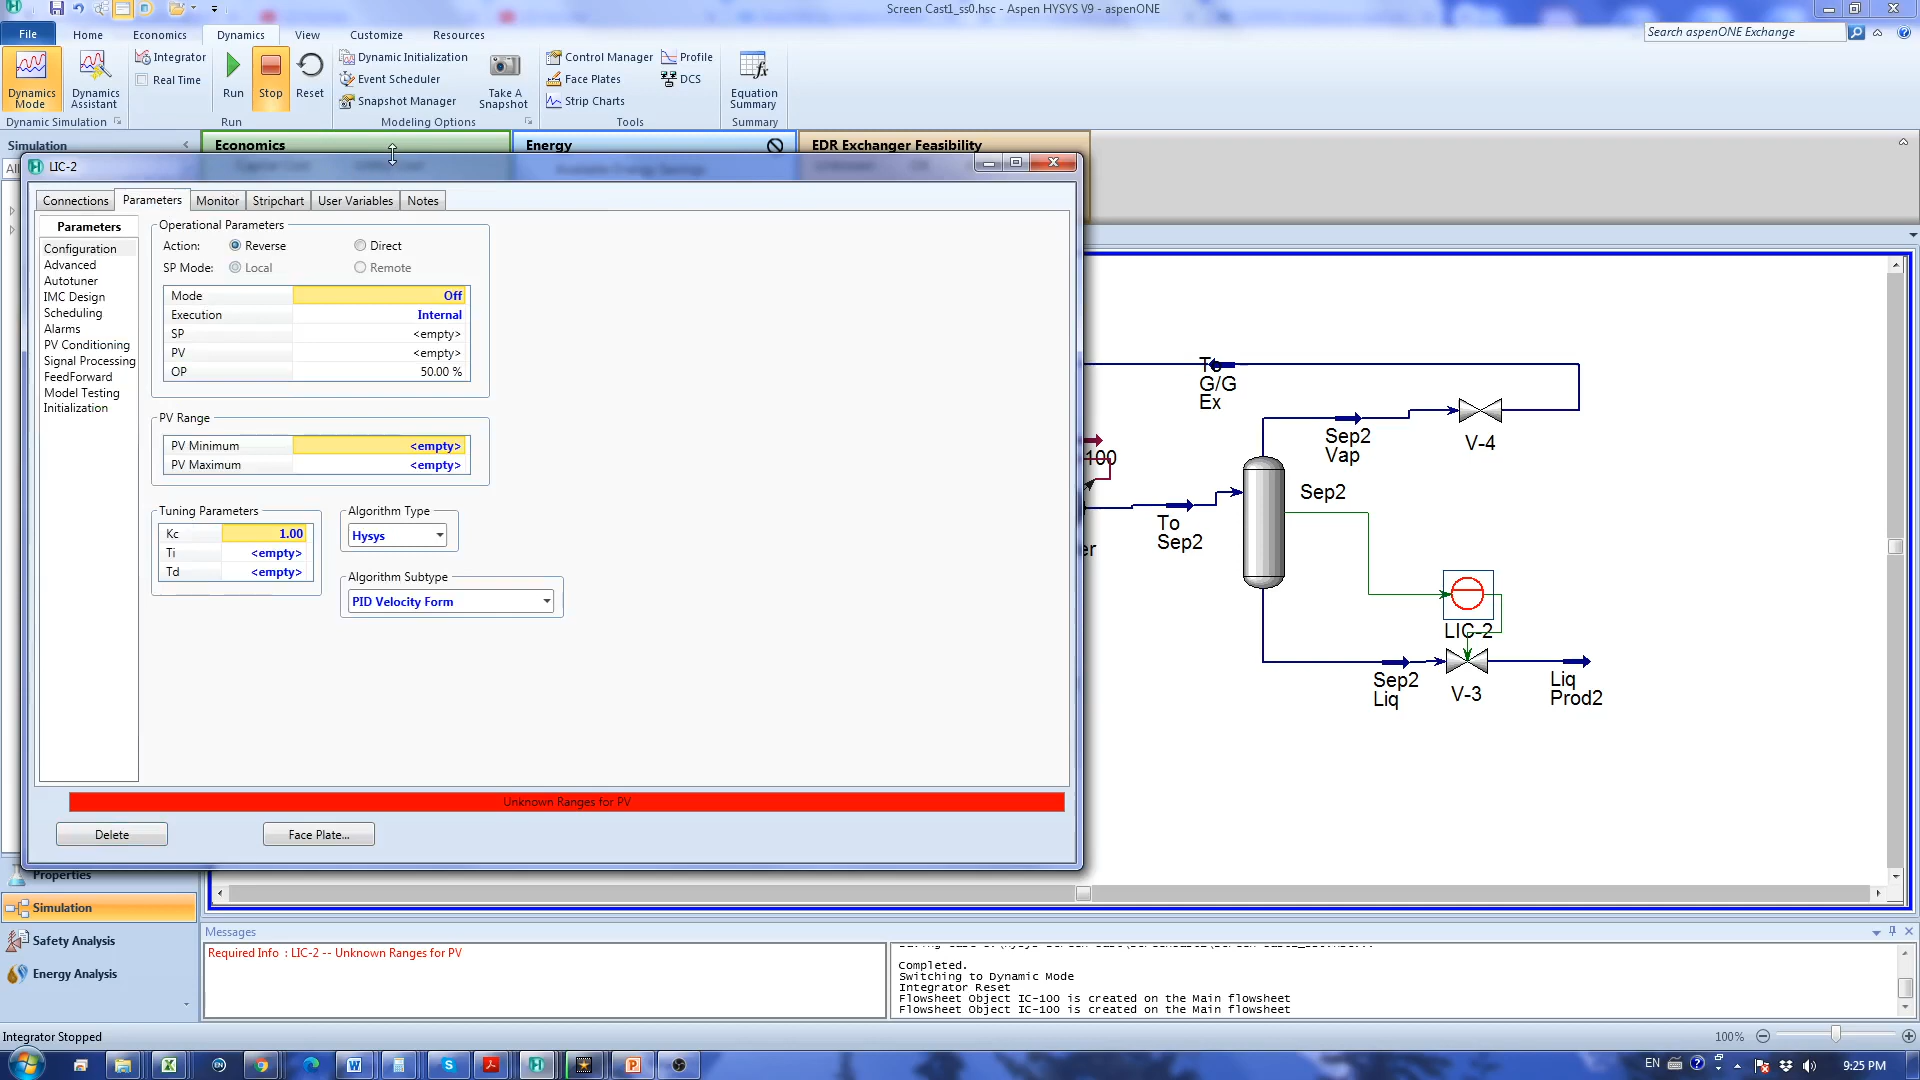 Screen Cast1_ss0.hsc - Aspen HYSYS V9 - aspenONE
File Home Economics Dynamics View Customize Resources
Search aspenONE Exchange
Dynamics Mode
Dynamics Assistant
Integrator
Real Time
Run
Stop
Reset
Dynamic Initialization
Event Scheduler
Snapshot Manager
Take A Snapshot
Control Manager
Face Plates
Strip Charts
Profile
DCS
Equation Summary
Dynamic Simulation Run Modeling Options Tools Summary
Simulation
Economics
Energy
EDR Exchanger Feasibility
All
LIC-2
Connections Parameters Monitor Stripchart User Variables Notes
Parameters
Configuration
Advanced
Autotuner
IMC Design
Scheduling
Alarms
PV Conditioning
Signal Processing
FeedForward
Model Testing
Initialization
Operational Parameters
Action: Reverse Direct
SP Mode: Local Remote
Mode Off
Execution Internal
SP <empty>
PV <empty>
OP 50.00 %
PV Range
PV Minimum <empty>
PV Maximum <empty>
Tuning Parameters
Kc 1.00
Ti <empty>
Td <empty>
Algorithm Type
Hysys
Algorithm Subtype
PID Velocity Form
Unknown Ranges for PV
Delete Face Plate...
To
G/G
Ex
Sep2
Vap
V-4
100
Sep2
To
Sep2
er
LIC-2
Sep2
Liq
V-3
Liq
Prod2
Properties
Simulation
Safety Analysis
Energy Analysis
Messages
Required Info : LIC-2 -- Unknown Ranges for PV
Completed.
Switching to Dynamic Mode
Integrator Reset
Flowsheet Object IC-100 is created on the Main flowsheet
Flowsheet Object IC-100 is created on the Main flowsheet
Integrator Stopped
100%
EN
9:25 PM